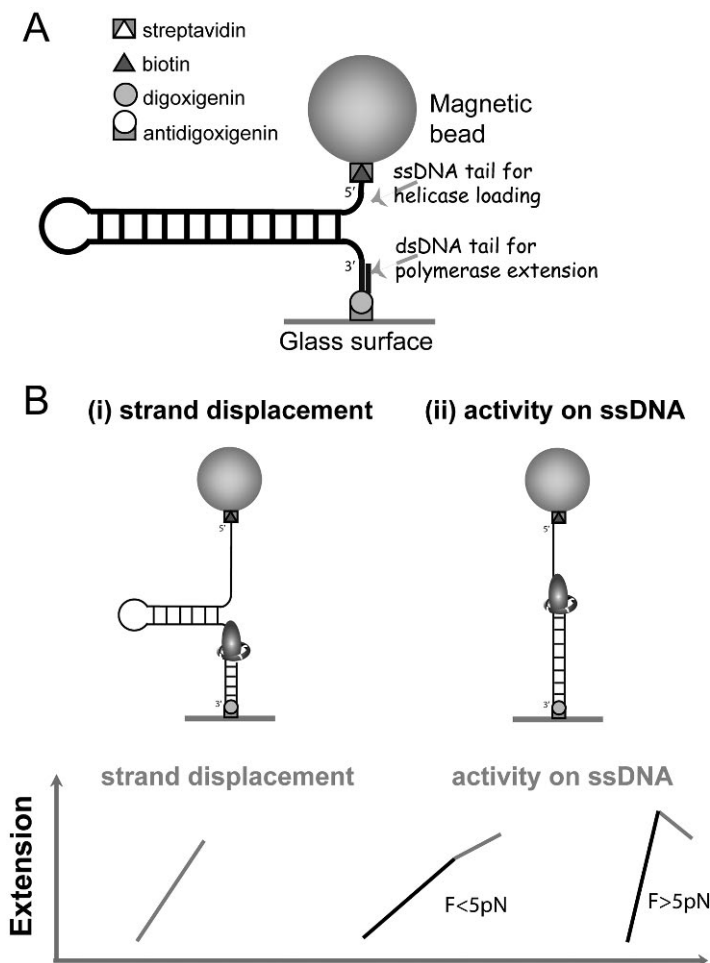 A
streptavidin
biotin
digoxigenin
antidigoxigenin
Magnetic
bead
5'
ssDNA tail for
helicase loading
3'
dsDNA tail for
polymerase extension
Glass surface
B
(i) strand displacement
(ii) activity on ssDNA
5'
5'
3'
3'
strand displacement
activity on ssDNA
Extension
F<5pN
F>5pN